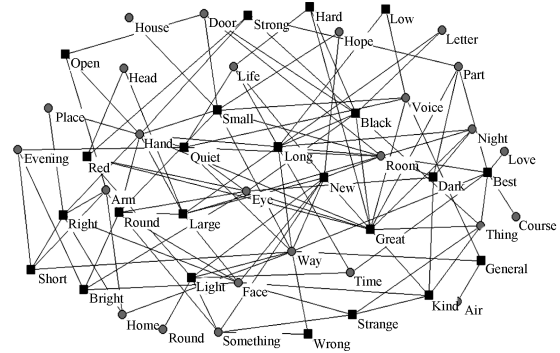 House
Door
Strong
Hard
Low
Hope
Letter
Open
Head
Life
Part
Place
Small
Black
Voice
Hand
Night
Evening
Red
Quiet
Long
Room
Love
Arm
Eye
New
Dark
Best
Right
Round
Large
Great
Thing
Course
Way
Short
Bright
Light
Face
Time
General
Home
Round
Something
Wrong
Strange
Kind
Air